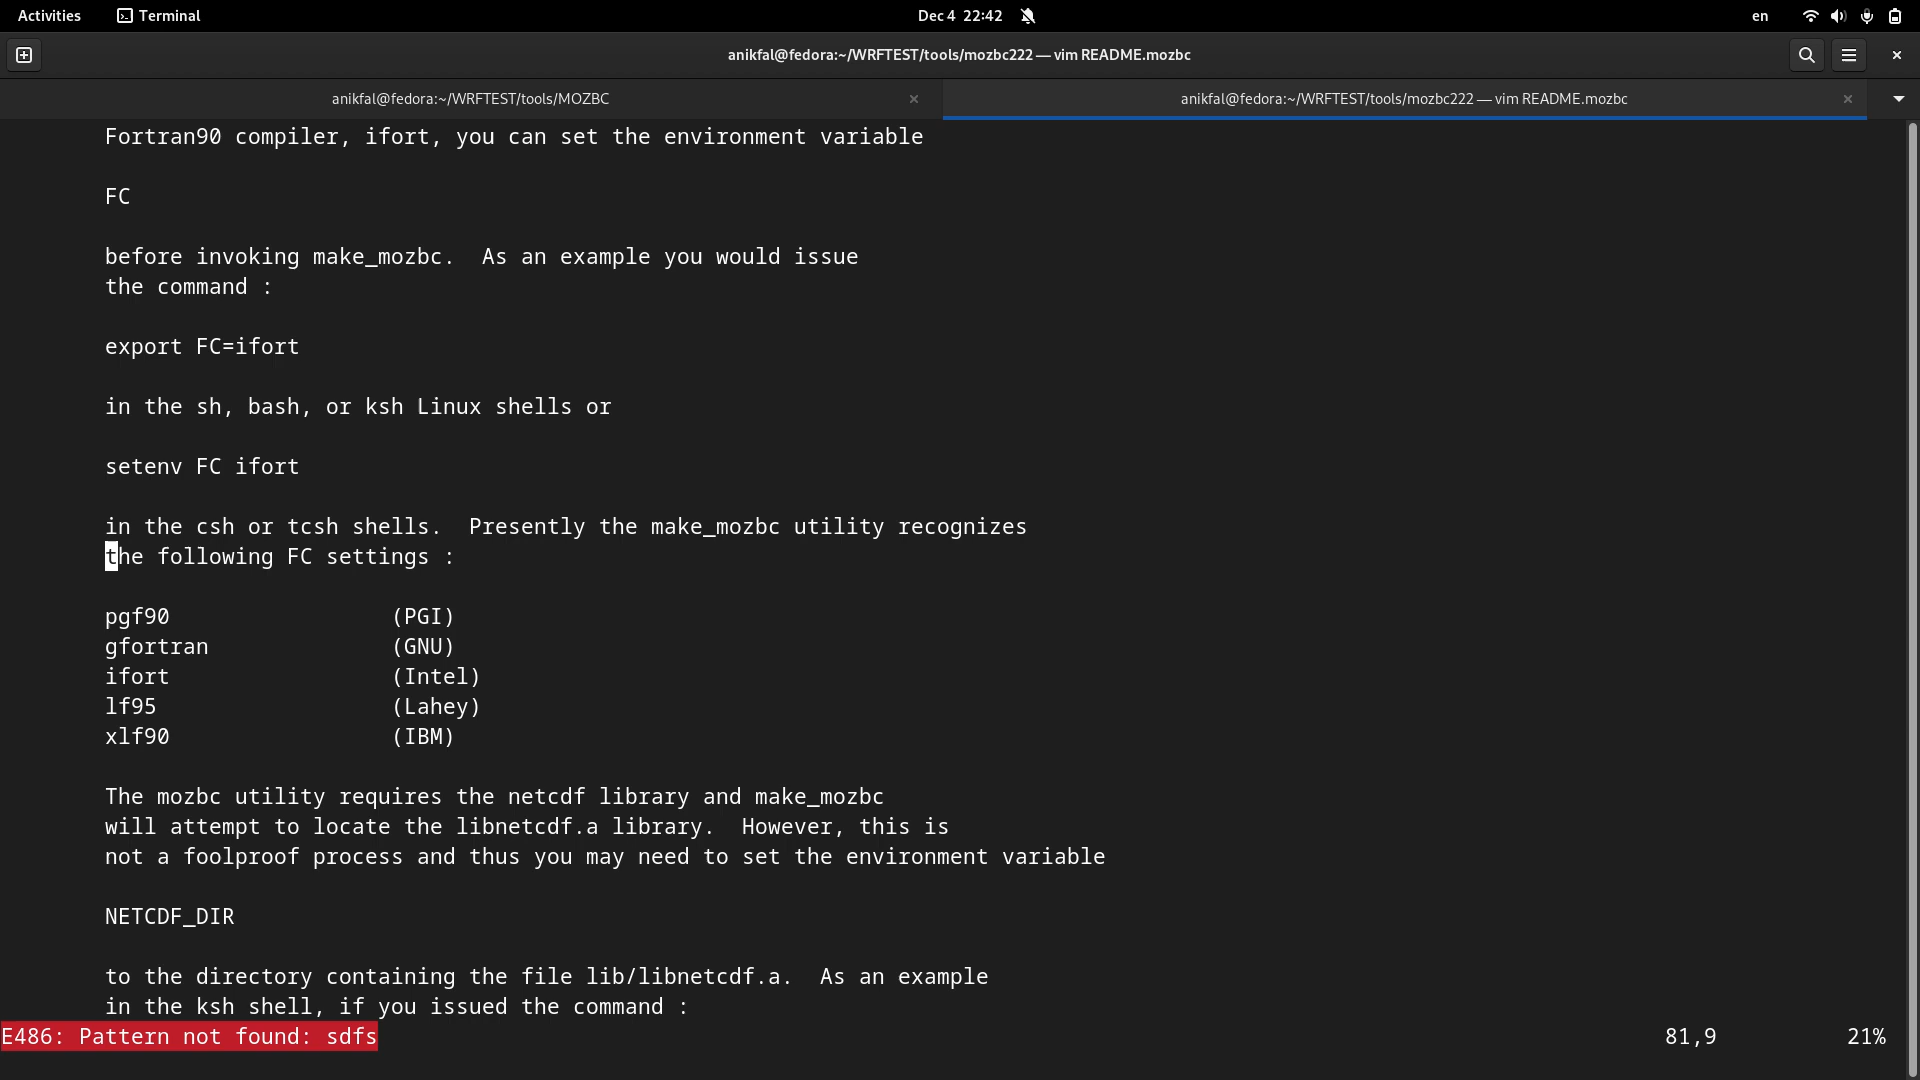 Activities Terminal Dec 4 22:42 en
anikfal@fedora:~/WRFTEST/tools/mozbc222 — vim README.mozbc
anikfal@fedora:~/WRFTEST/tools/MOZBC anikfal@fedora:~/WRFTEST/tools/mozbc222 — vim README.mozbc
Fortran90 compiler, ifort, you can set the environment variable
FC
before invoking make_mozbc.  As an example you would issue
the command :
export FC=ifort
in the sh, bash, or ksh Linux shells or
setenv FC ifort
in the csh or tcsh shells.  Presently the make_mozbc utility recognizes
the following FC settings :
pgf90 (PGI)
gfortran (GNU)
ifort (Intel)
lf95 (Lahey)
xlf90 (IBM)
The mozbc utility requires the netcdf library and make_mozbc
will attempt to locate the libnetcdf.a library.  However, this is
not a foolproof process and thus you may need to set the environment variable
NETCDF_DIR
to the directory containing the file lib/libnetcdf.a.  As an example
in the ksh shell, if you issued the command :
E486: Pattern not found: sdfs 81,9 21%